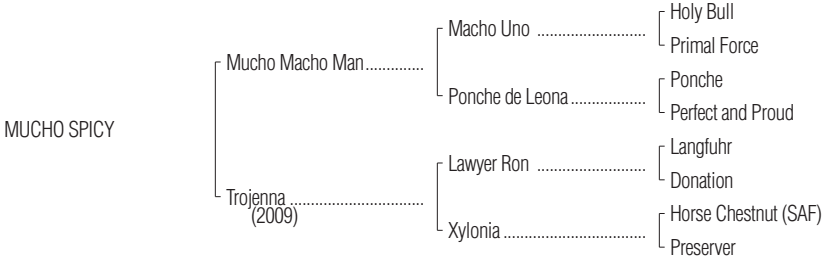 Holy Bull
Macho Uno ..........................
Primal Force
Mucho Macho Man..............
Ponche
Ponche de Leona..................
Perfect and Proud
MUCHO SPICY
Langfuhr
Lawyer Ron ..........................
Donation
Trojenna ................................
(2009)
Horse Chestnut (SAF)
Xylonia ..................................
Preserver